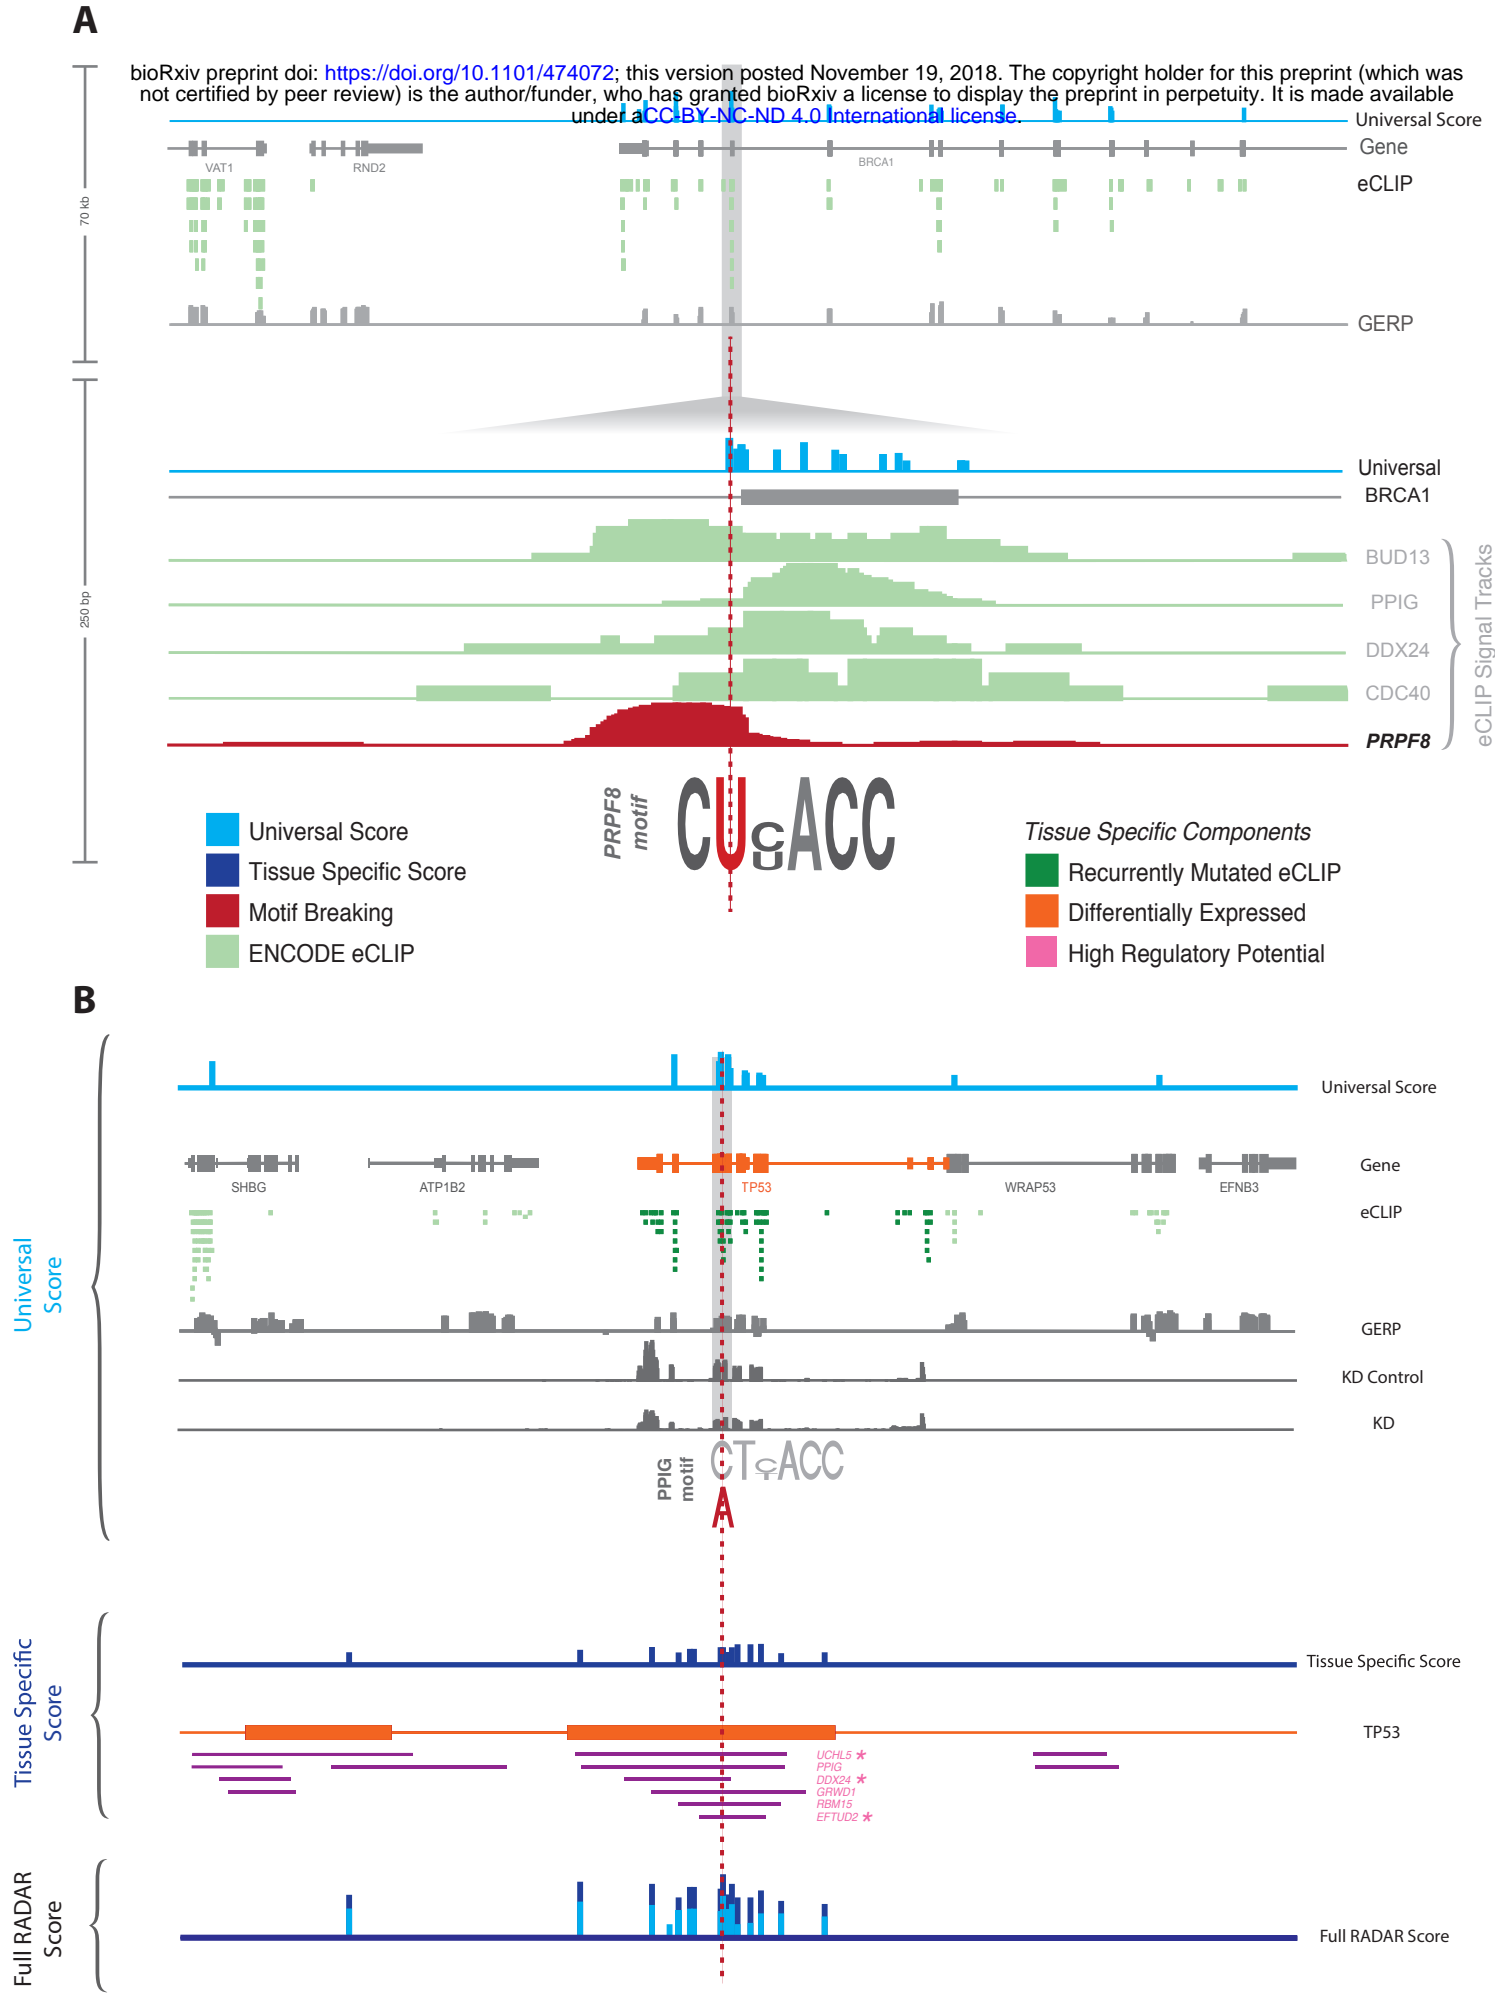 A
bioRxiv preprint doi: https://doi.org/10.1101/474072; this version posted November 19, 2018. The copyright holder for this preprint (which was
not certified by peer review) is the author/funder, who has granted bioRxiv a license to display the preprint in perpetuity. It is made available
under aCC-BY-NC-ND 4.0 International license.
Universal Score
Gene
VAT1
RND2
BRCA1
eCLIP
70 kb
GERP
Universal
BRCA1
BUD13
PPIG
DDX24
CDC40
PRPF8
eCLIP Signal Tracks
250 bp
PRPF8
motif
CUCACC
U
Universal Score
Tissue Specific Score
Motif Breaking
ENCODE eCLIP
Tissue Specific Components
Recurrently Mutated eCLIP
Differentially Expressed
High Regulatory Potential
B
Universal
Score
Universal Score
Gene
SHBG
ATP1B2
TP53
WRAP53
EFNB3
eCLIP
GERP
KD Control
KD
PPIG
motif
CTCACC
T
A
Tissue Specific
Score
Tissue Specific Score
TP53
UCHL5 *
PPIG
DDX24 *
GRWD1
RBM15
EFTUD2 *
Full RADAR
Score
Full RADAR Score